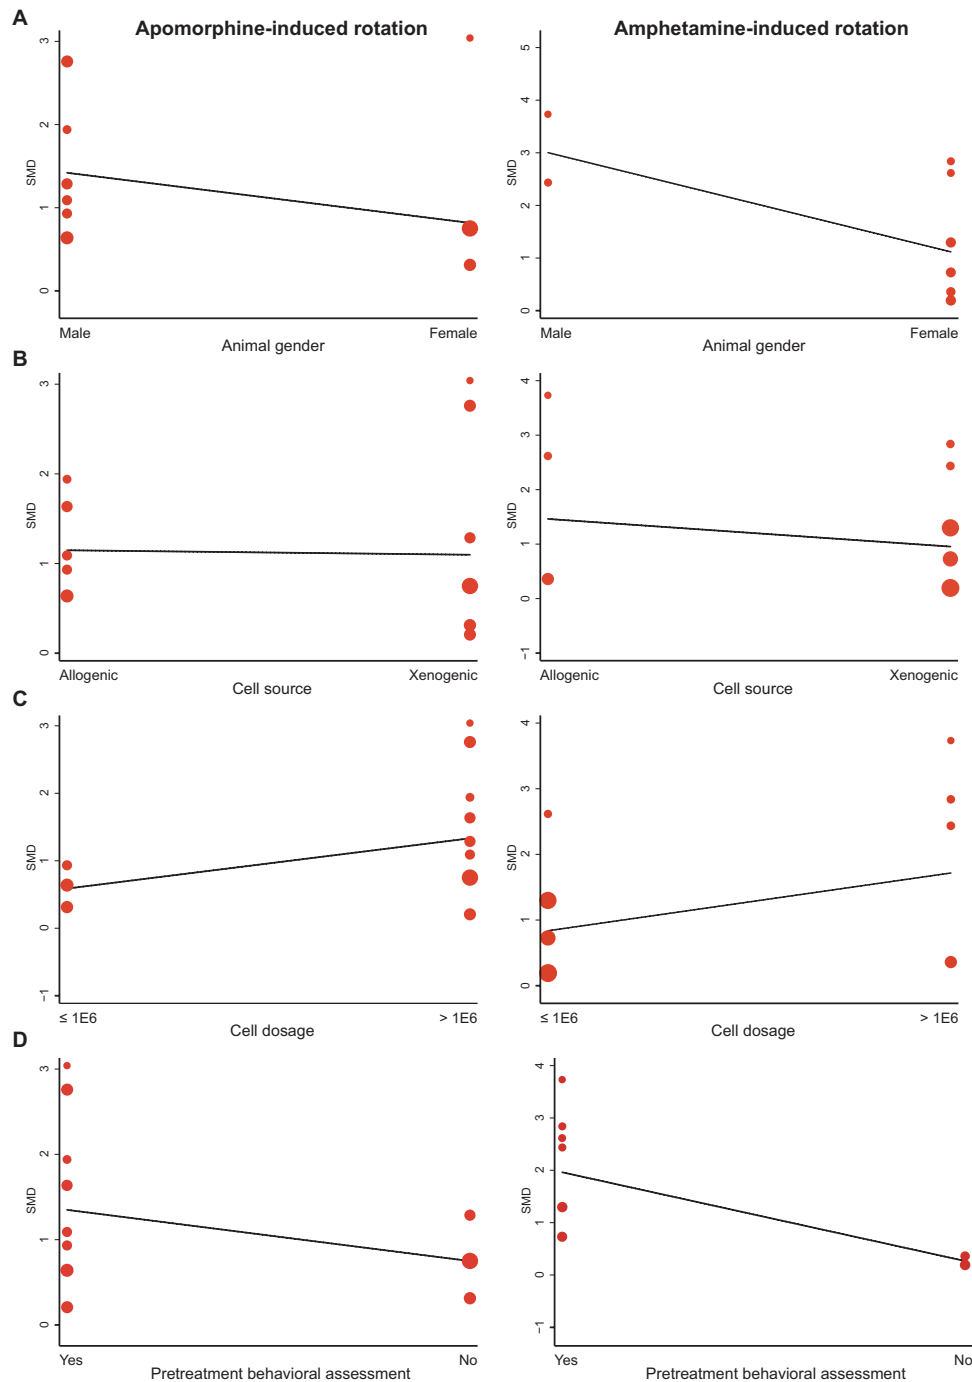 A
Apomorphine-induced rotation
Amphetamine-induced rotation
3
2
1
0
SMD
Male
Female
Animal gender
5
4
3
2
1
0
SMD
Male
Female
Animal gender
B
3
2
1
0
SMD
Allogenic
Xenogenic
Cell source
4
3
2
1
0
−1
SMD
Allogenic
Xenogenic
Cell source
C
3
2
1
0
−1
SMD
≤ 1E6
> 1E6
Cell dosage
4
3
2
1
0
SMD
≤ 1E6
> 1E6
Cell dosage
D
3
2
1
0
SMD
Yes
No
Pretreatment behavioral assessment
4
3
2
1
0
−1
SMD
Yes
No
Pretreatment behavioral assessment